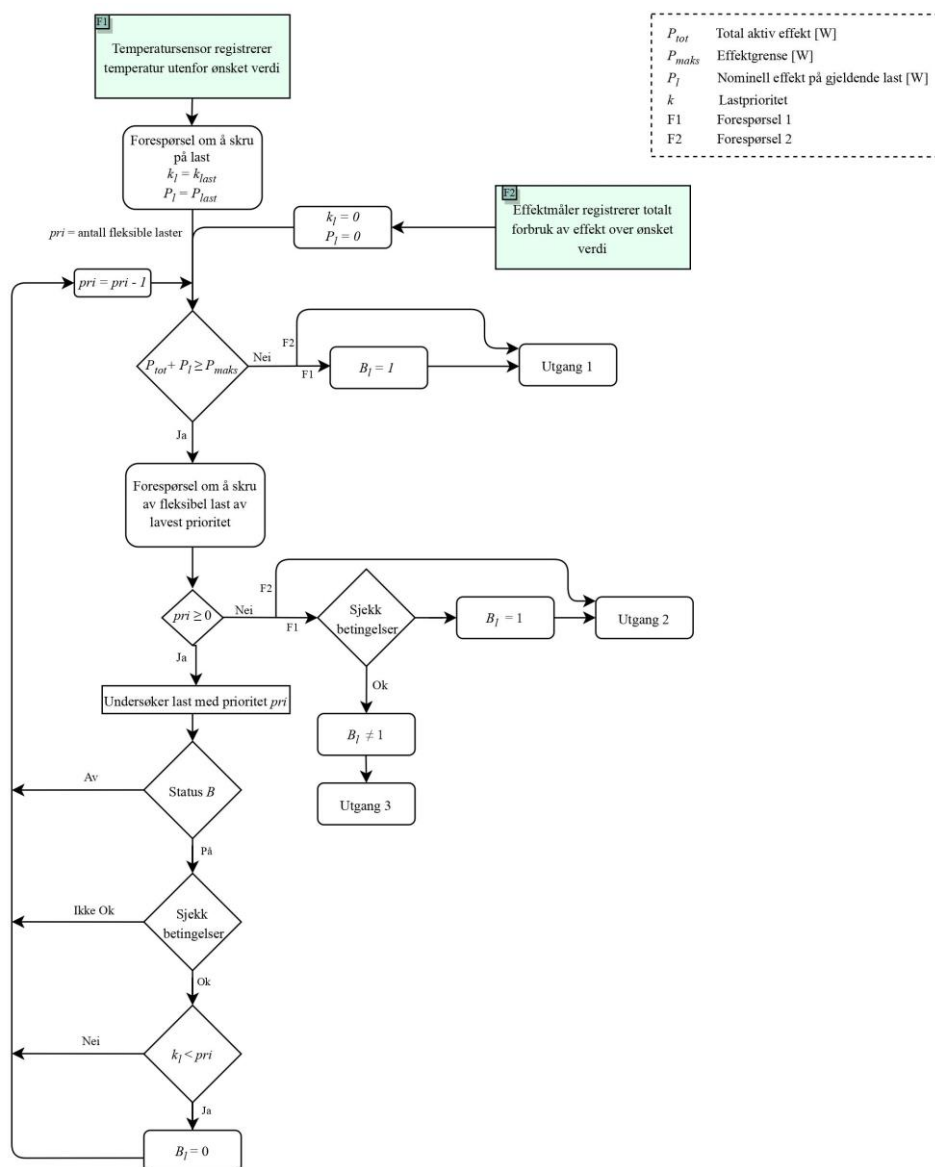 F1
Temperatursensor registrerer
temperatur utenfor ønsket verdi
P_tot Total aktiv effekt [W]
P_maks Effektgrense [W]
P_l Nominell effekt på gjeldende last [W]
k Lastprioritet
F1 Forespørsel 1
F2 Forespørsel 2
Forespørsel om å skru
på last
k_l = k_last
P_l = P_last
F2
Effektmåler registrerer totalt
forbruk av effekt over ønsket
verdi
k_l = 0
P_l = 0
pri = antall fleksible laster
pri = pri - 1
P_tot + P_l ≥ P_maks
Nei
F2
F1
B_l = 1
Utgang 1
Ja
Forespørsel om å skru
av fleksibel last av
lavest prioritet
pri ≥ 0
Nei
F2
F1
Sjekk
betingelser
B_l = 1
Utgang 2
Ja
Ok
Undersøker last med prioritet pri
B_l ≠ 1
Status B
Av
Utgang 3
På
Sjekk
betingelser
Ikke Ok
Ok
k_l < pri
Nei
Ja
B_l = 0